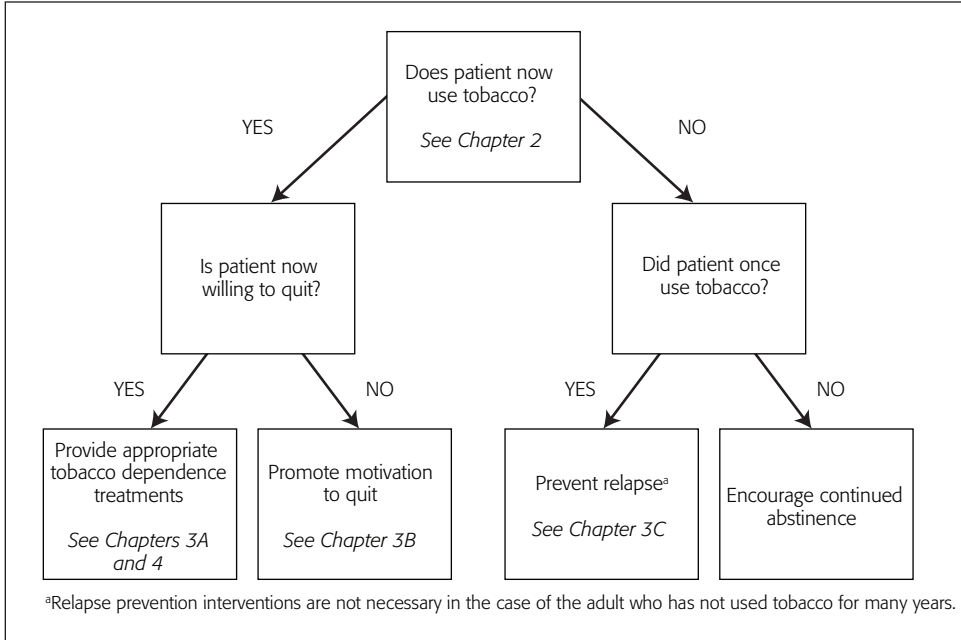 Does patient now
use tobacco?
See Chapter 2
YES
NO
Is patient now
willing to quit?
Did patient once
use tobacco?
YES
NO
YES
NO
Provide appropriate
tobacco dependence
treatments
See Chapters 3A
and 4
Promote motivation
to quit
See Chapter 3B
Prevent relapseᵃ
See Chapter 3C
Encourage continued
abstinence
ᵃRelapse prevention interventions are not necessary in the case of the adult who has not used tobacco for many years.